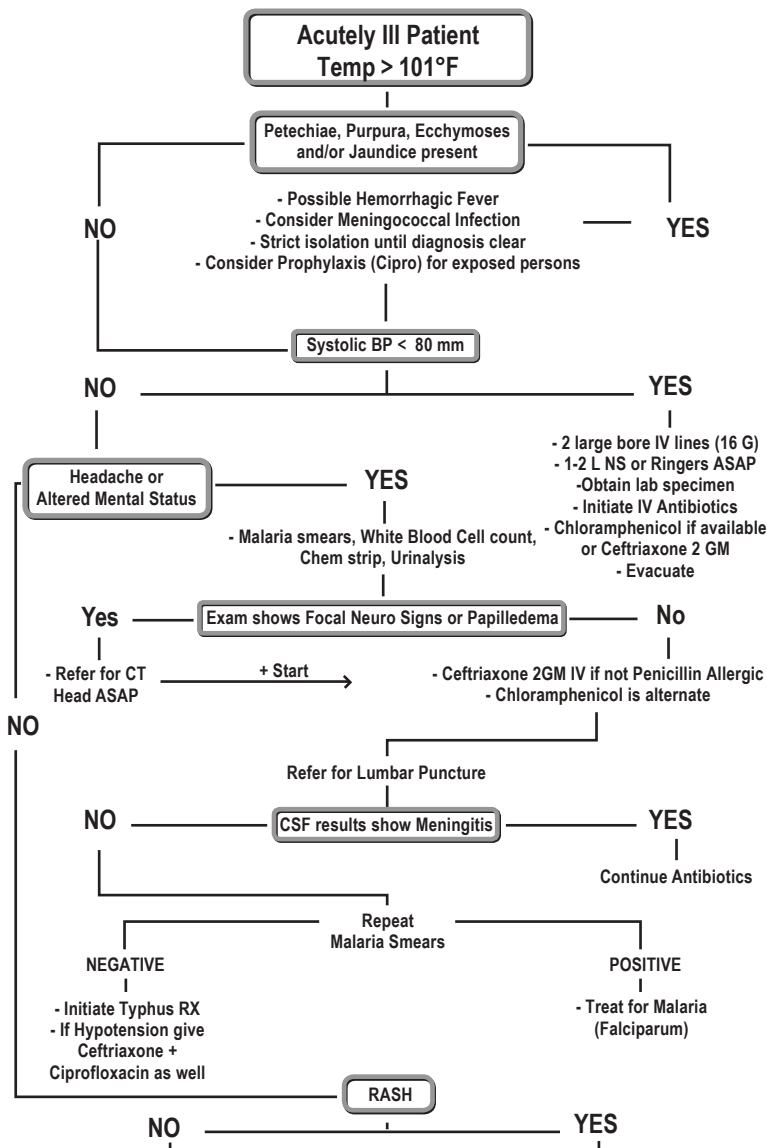 Acutely Ill Patient
Temp > 101°F
Petechiae, Purpura, Ecchymoses
and/or Jaundice present
NO
- Possible Hemorrhagic Fever
- Consider Meningococcal Infection
- Strict isolation until diagnosis clear
- Consider Prophylaxis (Cipro) for exposed persons
YES
Systolic BP < 80 mm
NO
YES
- 2 large bore IV lines (16 G)
- 1-2 L NS or Ringers ASAP
-Obtain lab specimen
- Initiate IV Antibiotics
- Chloramphenicol if available
or Ceftriaxone 2 GM
- Evacuate
Headache or
Altered Mental Status
YES
- Malaria smears, White Blood Cell count,
Chem strip, Urinalysis
Yes
Exam shows Focal Neuro Signs or Papilledema
No
- Refer for CT
Head ASAP
+ Start
- Ceftriaxone 2GM IV if not Penicillin Allergic
- Chloramphenicol is alternate
NO
Refer for Lumbar Puncture
NO
CSF results show Meningitis
YES
Continue Antibiotics
Repeat
Malaria Smears
NEGATIVE
POSITIVE
- Initiate Typhus RX
- If Hypotension give
Ceftriaxone +
Ciprofloxacin as well
- Treat for Malaria
(Falciparum)
RASH
NO
YES